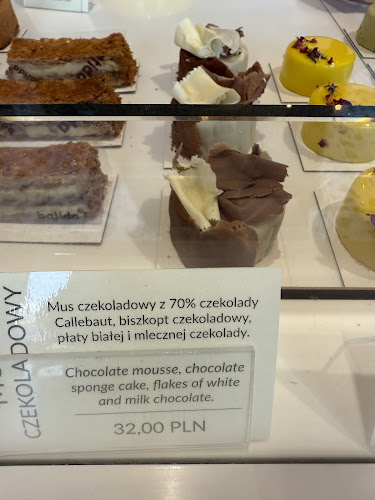 CZEKOLADOWY
Mus czekoladowy z 70% czekolady
Callebaut, biszkopt czekoladowy,
płaty białej i mlecznej czekolady.
Chocolate mousse, chocolate
sponge cake, flakes of white
and milk chocolate.
32,00 PLN